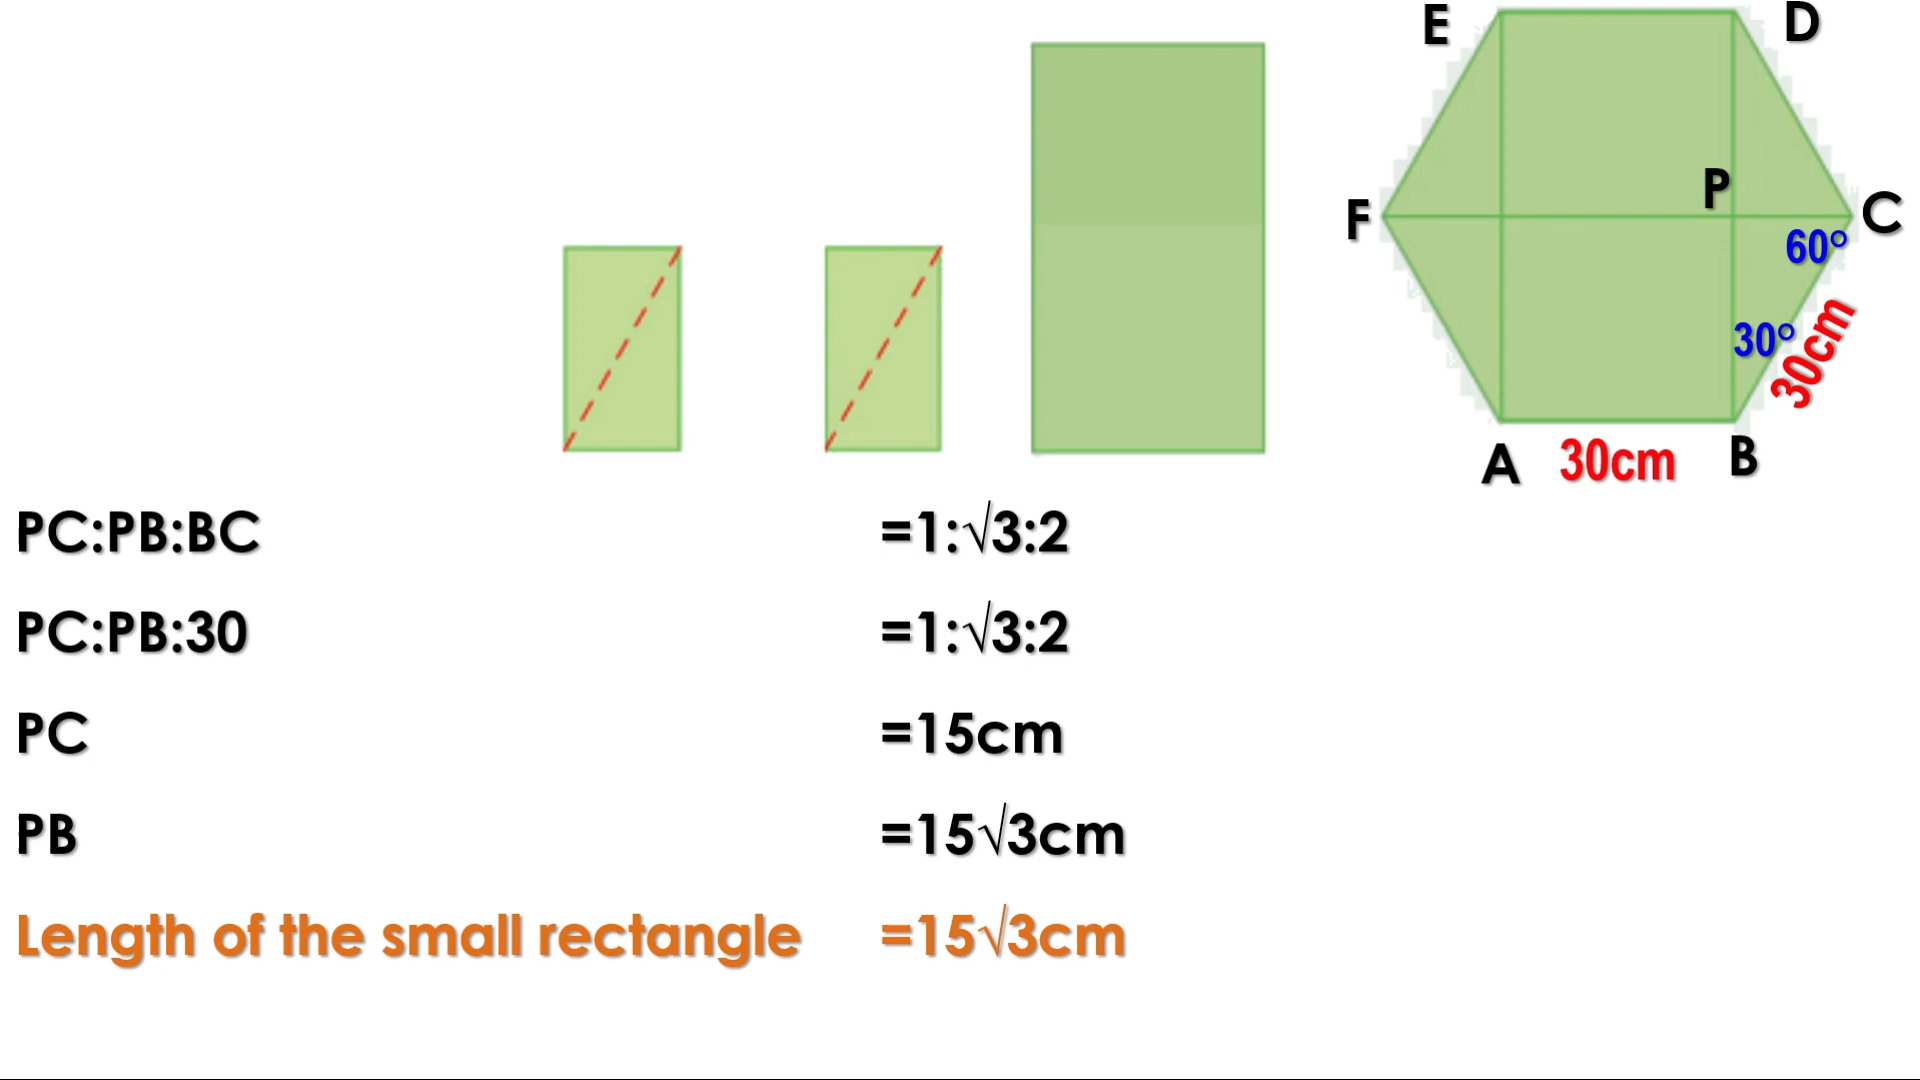 E
D
P
F
C
60°
30°
30cm
A
30cm
B
PC:PB:BC =1:√3:2
PC:PB:30 =1:√3:2
PC =15cm
PB =15√3cm
Length of the small rectangle =15√3cm